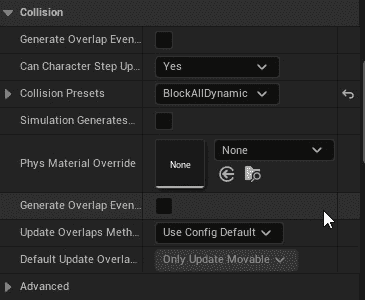 Collision
Generate Overlap Even...
Can Character Step Up... Yes
Collision Presets BlockAllDynamic
Simulation Generates...
Phys Material Override None None
Generate Overlap Even...
Update Overlaps Meth... Use Config Default
Default Update Overla... Only Update Movable
Advanced